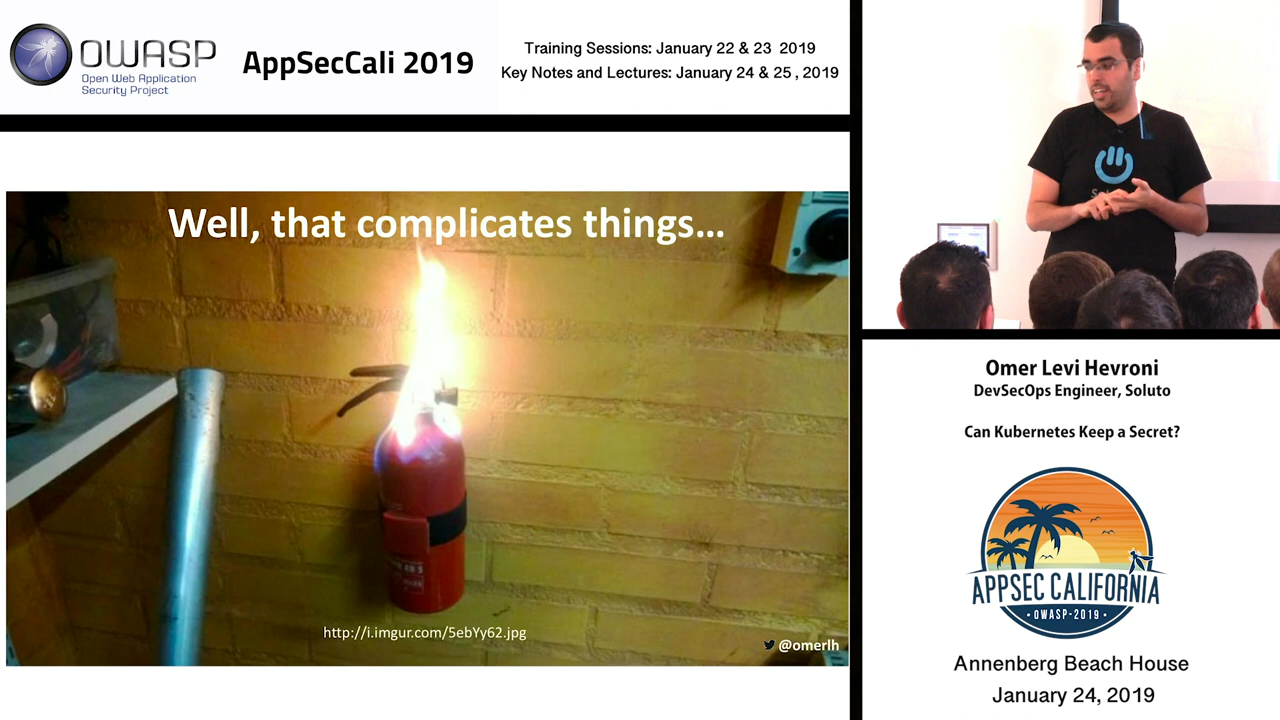 OWASP
Open Web Application
Security Project
AppSecCali 2019
Training Sessions: January 22 & 23 2019
Key Notes and Lectures: January 24 & 25, 2019
Well, that complicates things...
http://i.imgur.com/5ebYy62.jpg
@omerlh
Omer Levi Hevroni
DevSecOps Engineer, Soluto
Can Kubernetes Keep a Secret?
APPSEC CALIFORNIA
• OWASP-2019 •
Annenberg Beach House
January 24, 2019